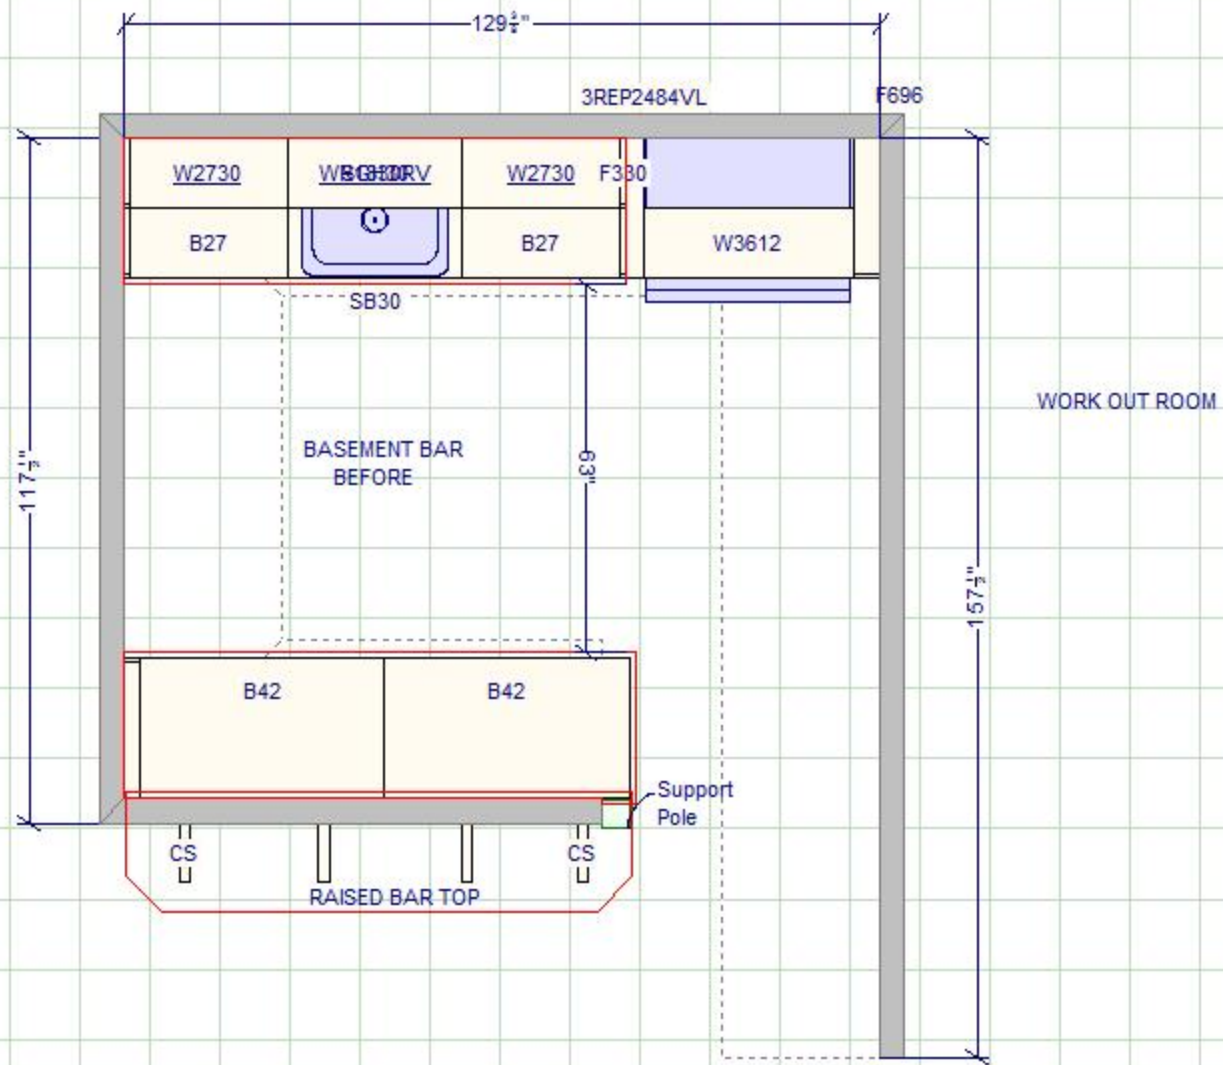 129⅜"
3REP2484VL
F696
W2730
W2730
F330
B27
B27
W3612
SB30
WORK OUT ROOM
BASEMENT BAR
BEFORE
63"
117½"
157½"
B42
B42
Support
Pole
CS
CS
RAISED BAR TOP